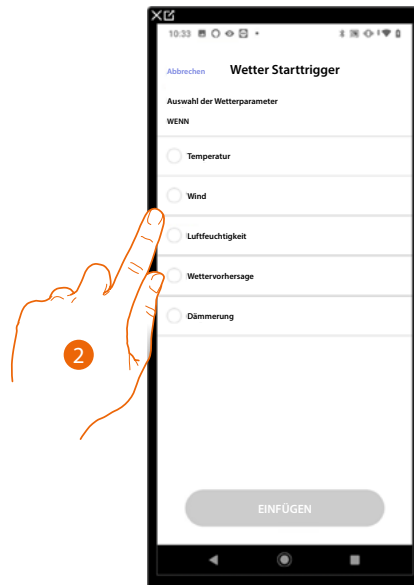 10:33
Abbrechen Wetter Starttrigger
Auswahl der Wetterparameter
WENN
Temperatur
Wind
Luftfeuchtigkeit
Wettervorhersage
Dämmerung
2
EINFÜGEN